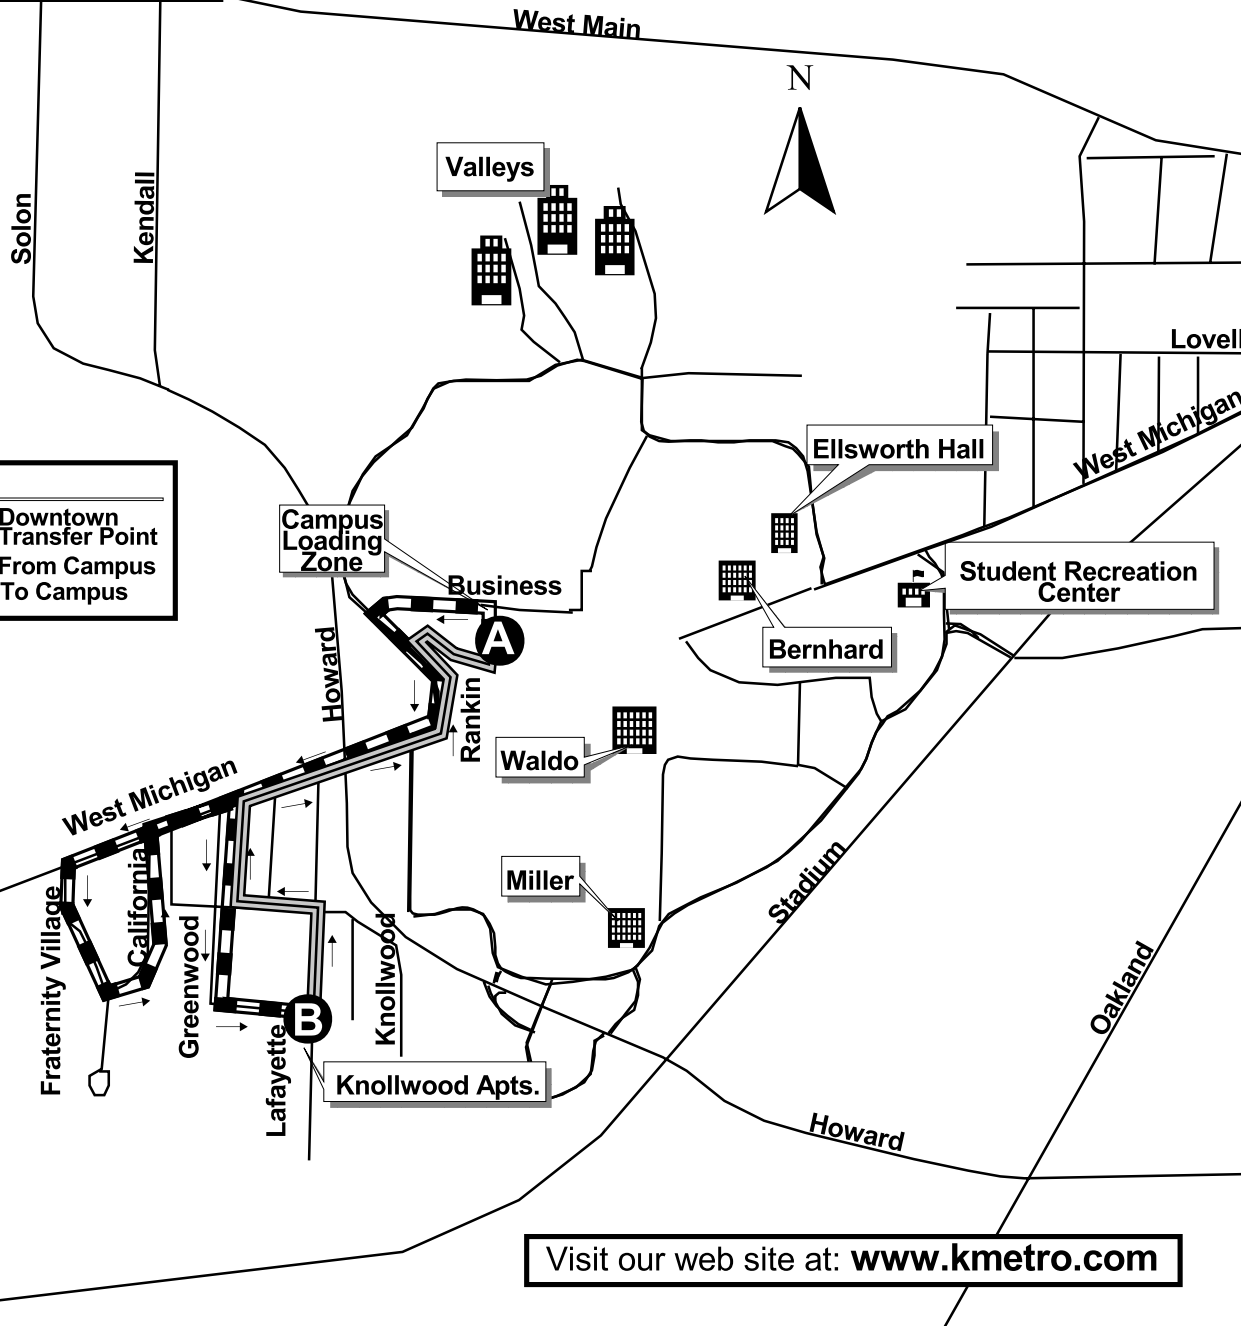 West Main
N
Valleys
Solon
Kendall
Lovell
West Michigan
Ellsworth Hall
Downtown
Transfer Point
From Campus
To Campus
Campus
Loading
Zone
Business
Student Recreation
Center
A
Bernhard
Howard
Rankin
Waldo
West Michigan
Miller
Stadium
California
Fraternity Village
Greenwood
Knollwood
Oakland
B
Lafayette
Knollwood Apts.
Howard
Visit our web site at: www.kmetro.com